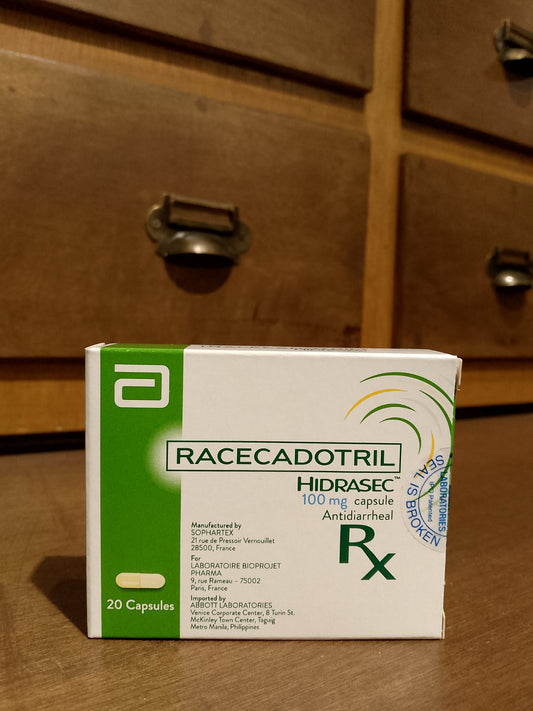 RACECADOTRIL
HIDRASEC™
100 mg capsule
Antidiarrheal
Rx
Manufactured by
SOPHARTEX
21 rue de Pressoir Vernouillet
28500, France
For
LABORATOIRE BIOPROJET
PHARMA
9, rue Rameau - 75002
Paris, France
Imported by
ABBOTT LABORATORIES
Venice Corporate Center, 8 Turin St.
McKinley Town Center, Taguig
Metro Manila, Philippines
20 Capsules
LABORATORIES
SEAL IS BROKEN